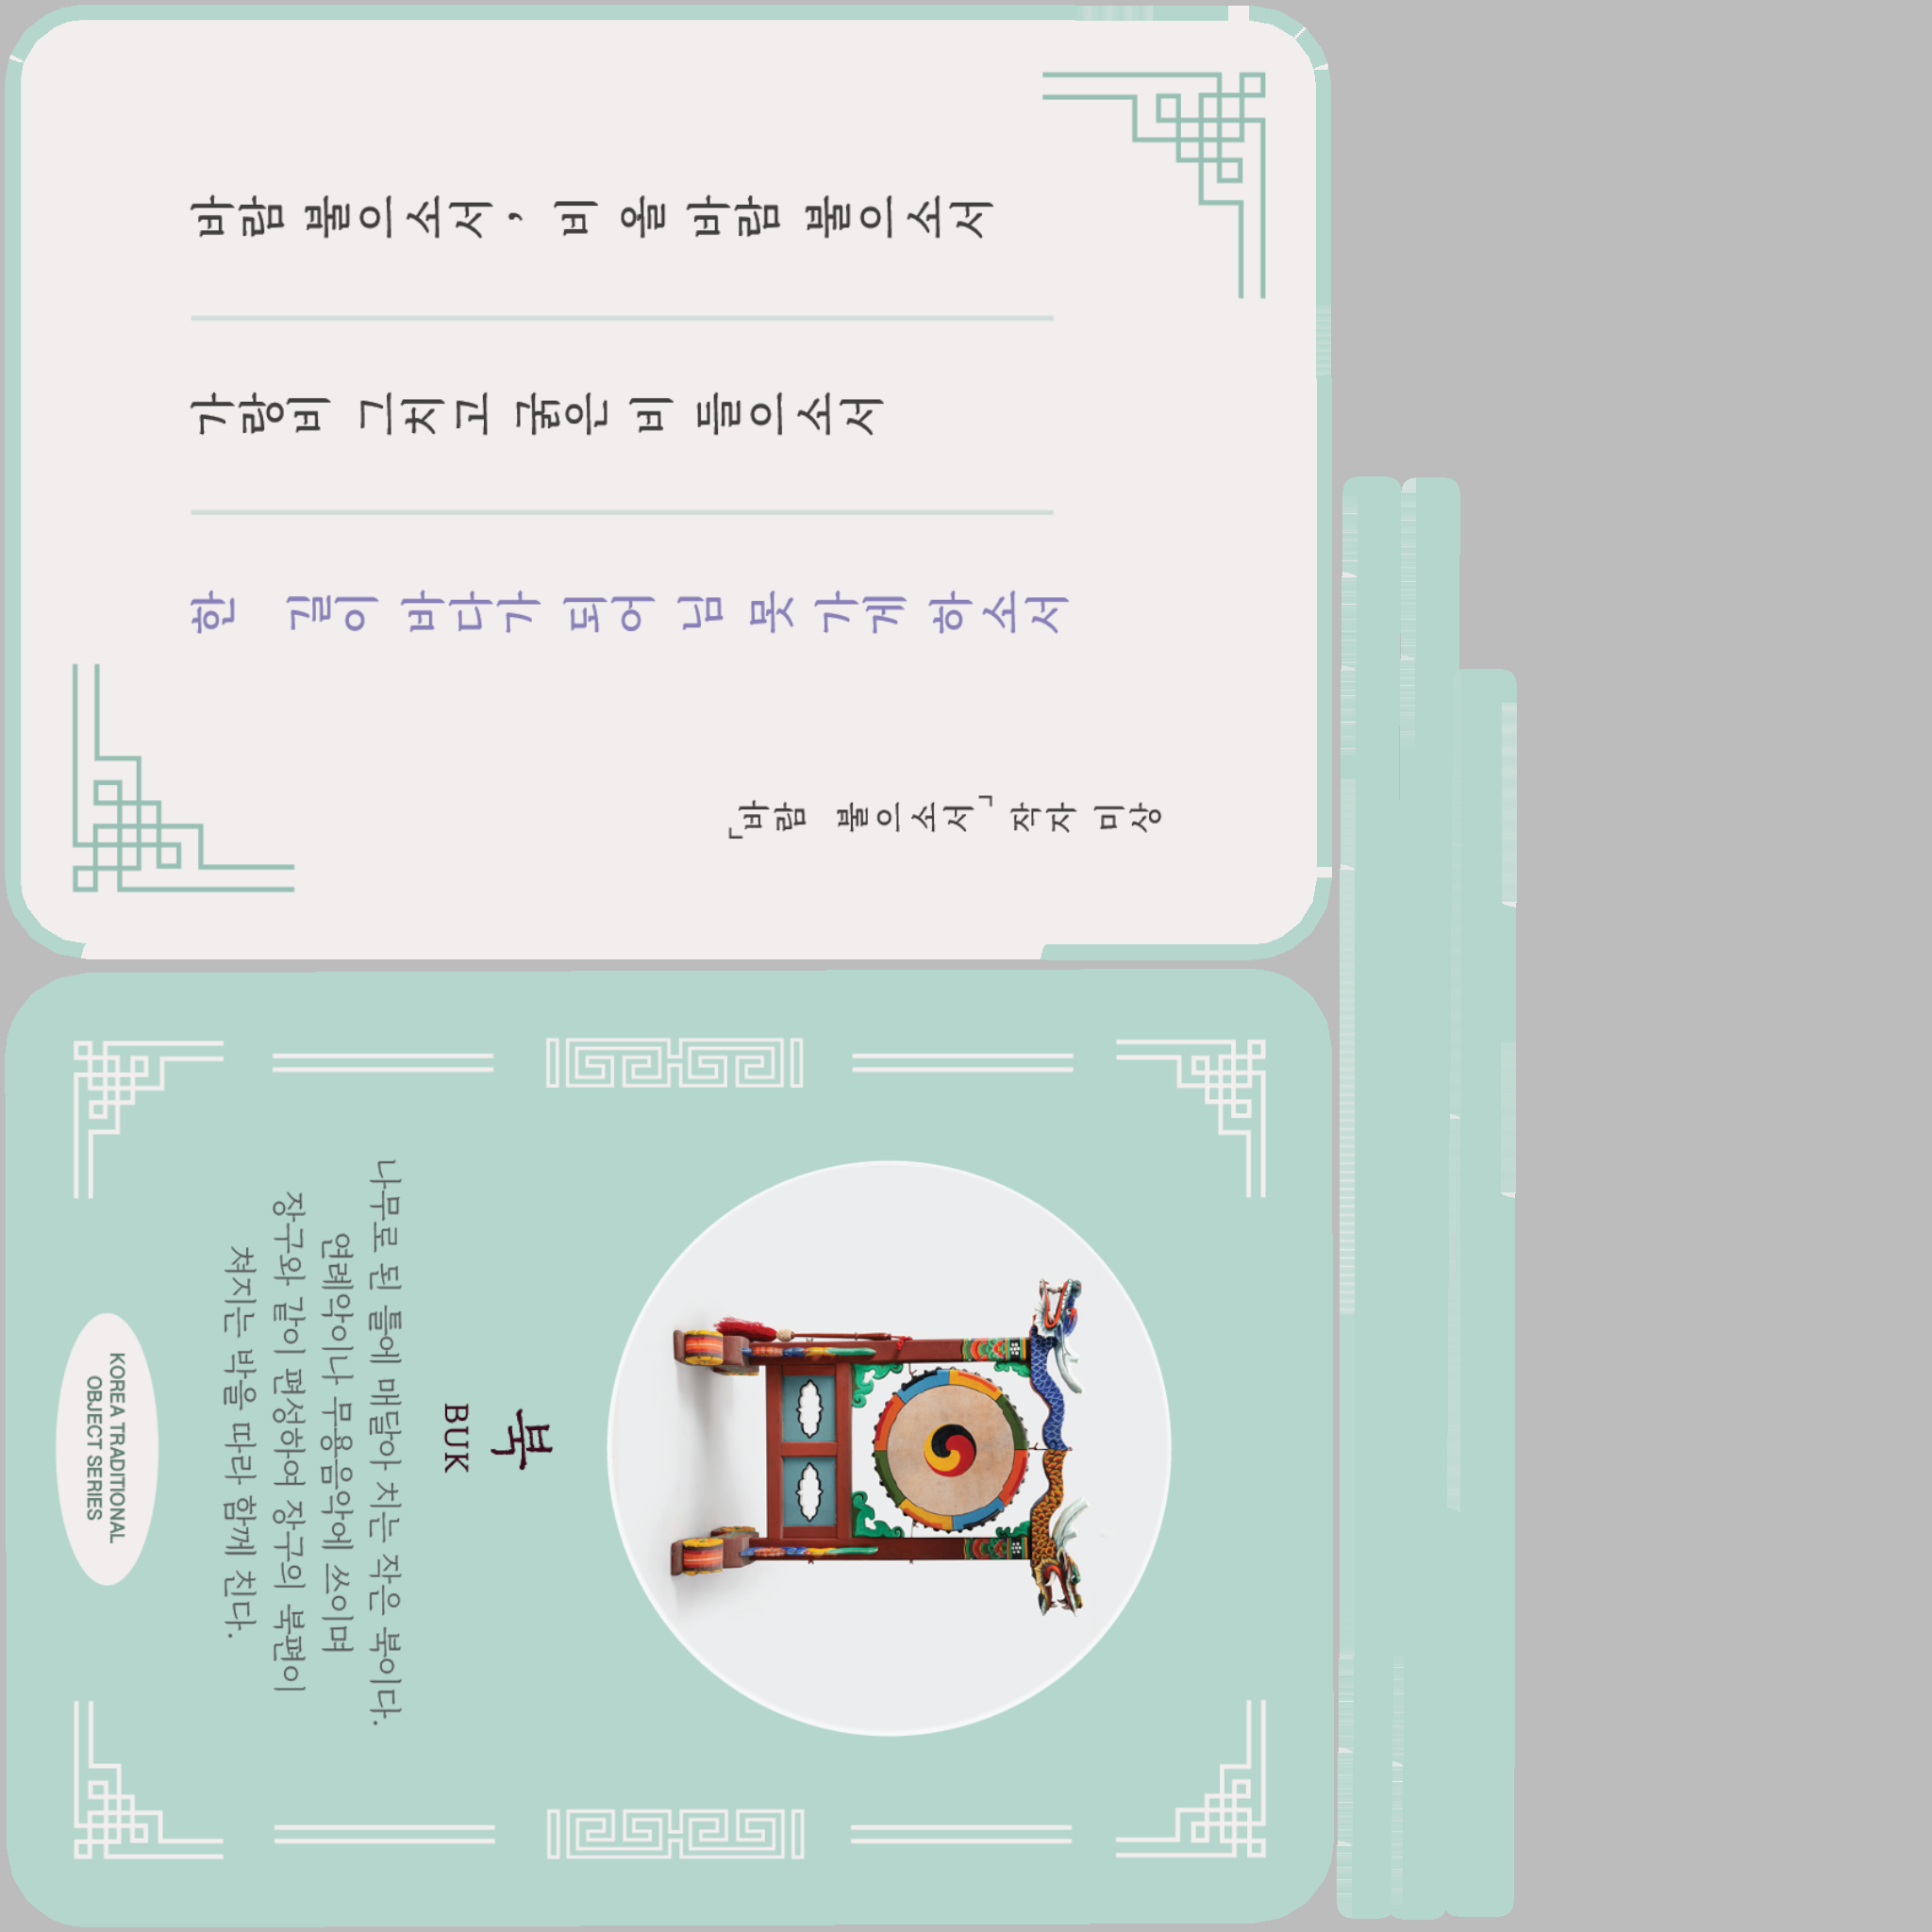 바람 불으소서, 비 올 바람 불으소서
가랑비 그치고 굵은 비 들으소서
한 길이 바다가 되어 님 못 가게 하소서
「바람 불으소서」 작자 미상
북
BUK
나무로 된 틀에 매달아 치는 작은 북이다.
연례악이나 무용음악에 쓰이며
장구와 같이 편성하여 장구의 북편이
쳐지는 박을 따라 함께 친다.
KOREA TRADITIONAL
OBJECT SERIES